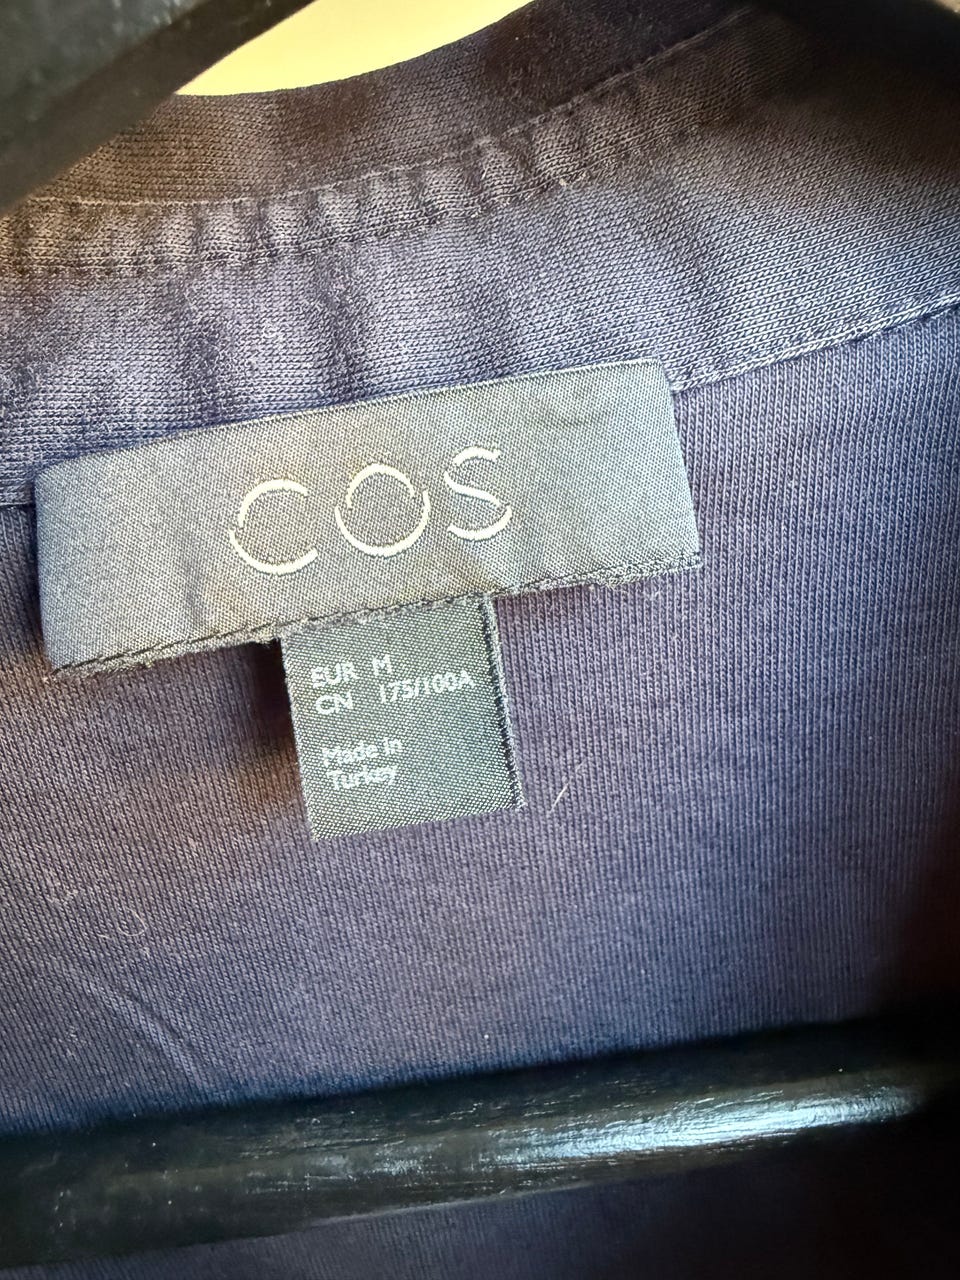 COS
EUR M
CN 175/100A
Made in
Turkey